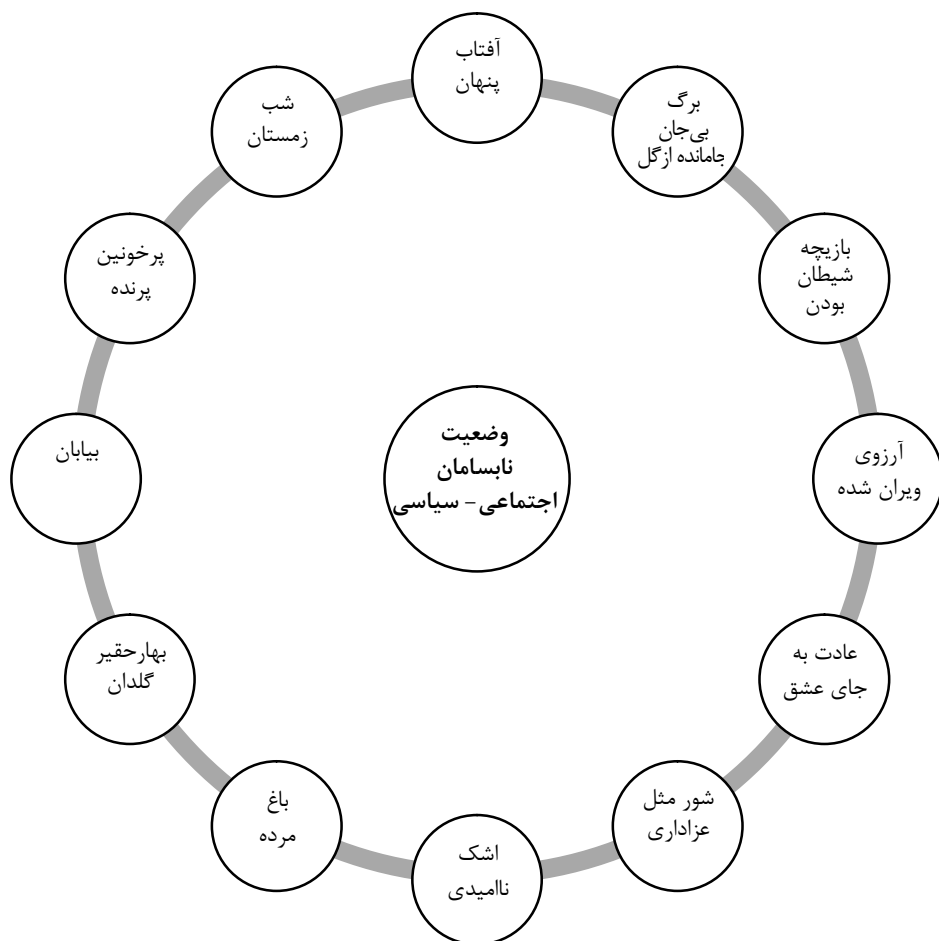 آفتاب
پنهان
برگ
بی‌جان
جامانده ازگل
بازیچه
شیطان
بودن
آرزوی
ویران شده
عادت به
جای عشق
شور مثل
عزاداری
اشک
ناامیدی
باغ
مرده
بهارحقیر
گلدان
بیابان
پرخونین
پرنده
شب
زمستان
وضعیت
نابسامان
اجتماعی- سیاسی